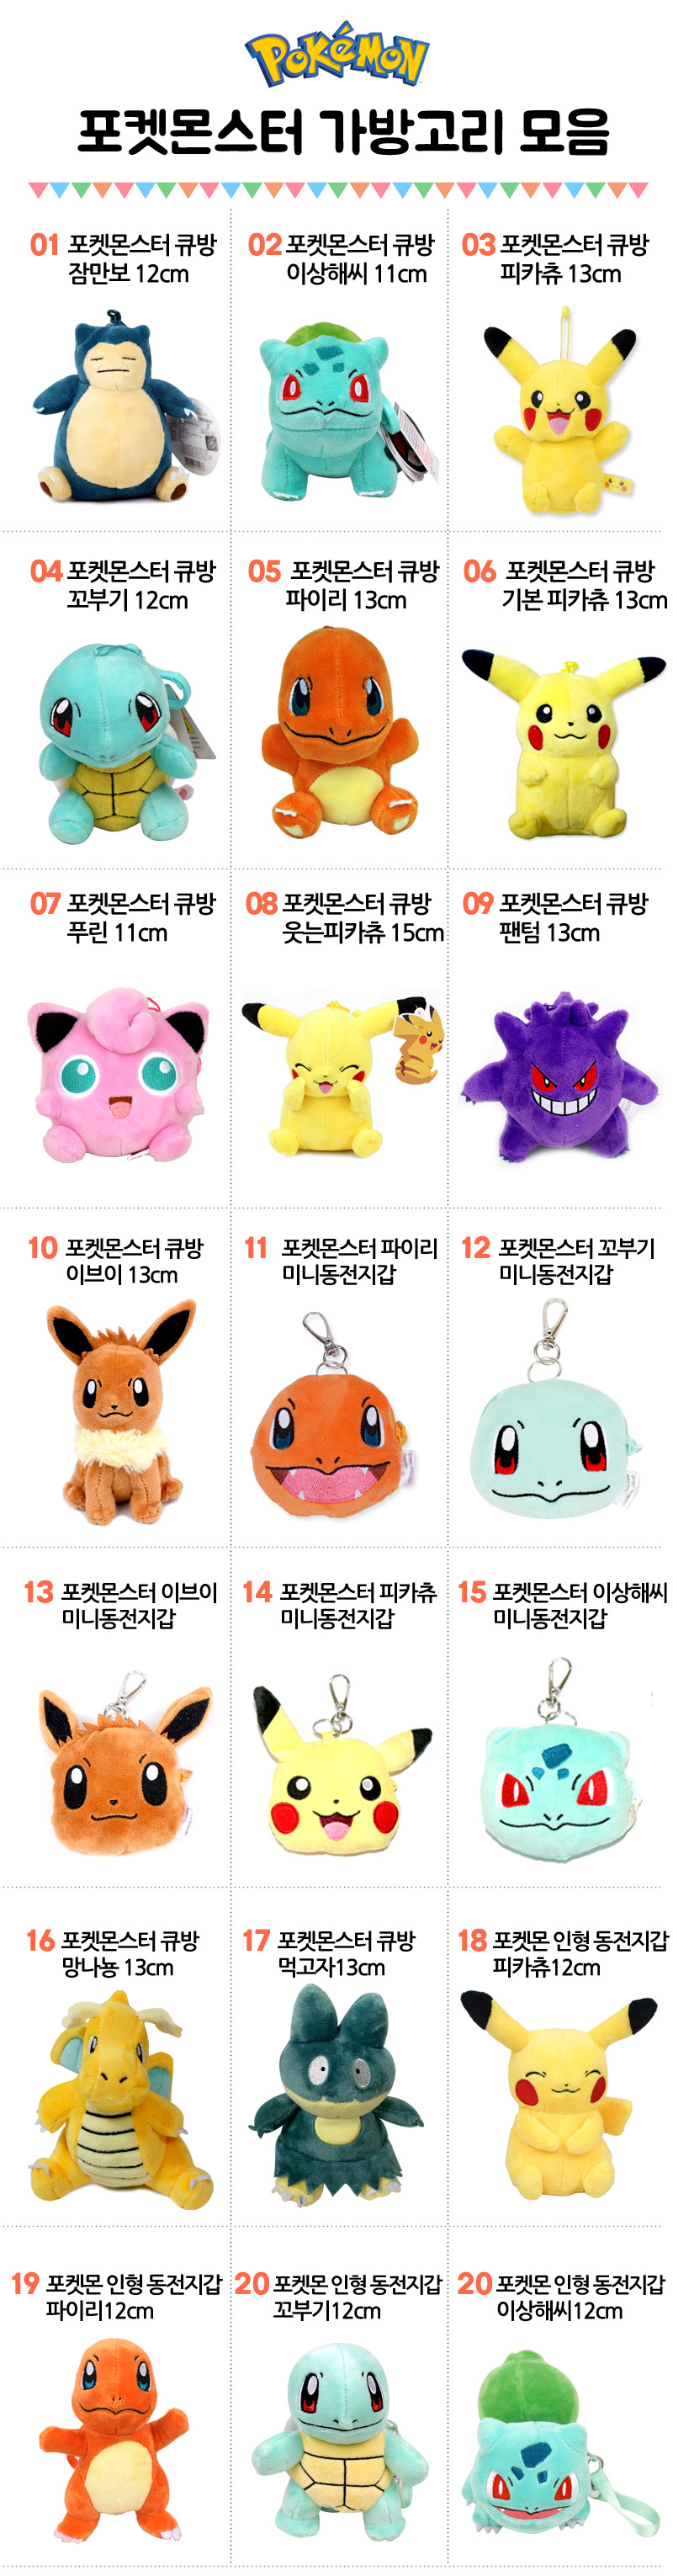 POKéMON
포켓몬스터 가방고리 모음
01 포켓몬스터 큐방
잠만보 12cm
02 포켓몬스터 큐방
이상해씨 11cm
03 포켓몬스터 큐방
피카츄 13cm
04 포켓몬스터 큐방
꼬부기 12cm
05 포켓몬스터 큐방
파이리 13cm
06 포켓몬스터 큐방
기본 피카츄 13cm
07 포켓몬스터 큐방
푸린 11cm
08 포켓몬스터 큐방
웃는피카츄 15cm
09 포켓몬스터 큐방
팬텀 13cm
10 포켓몬스터 큐방
이브이 13cm
11 포켓몬스터 파이리
미니동전지갑
12 포켓몬스터 꼬부기
미니동전지갑
13 포켓몬스터 이브이
미니동전지갑
14 포켓몬스터 피카츄
미니동전지갑
15 포켓몬스터 이상해씨
미니동전지갑
16 포켓몬스터 큐방
망나뇽 13cm
17 포켓몬스터 큐방
먹고자13cm
18 포켓몬 인형 동전지갑
피카츄12cm
19 포켓몬 인형 동전지갑
파이리12cm
20 포켓몬 인형 동전지갑
꼬부기12cm
20 포켓몬 인형 동전지갑
이상해씨12cm